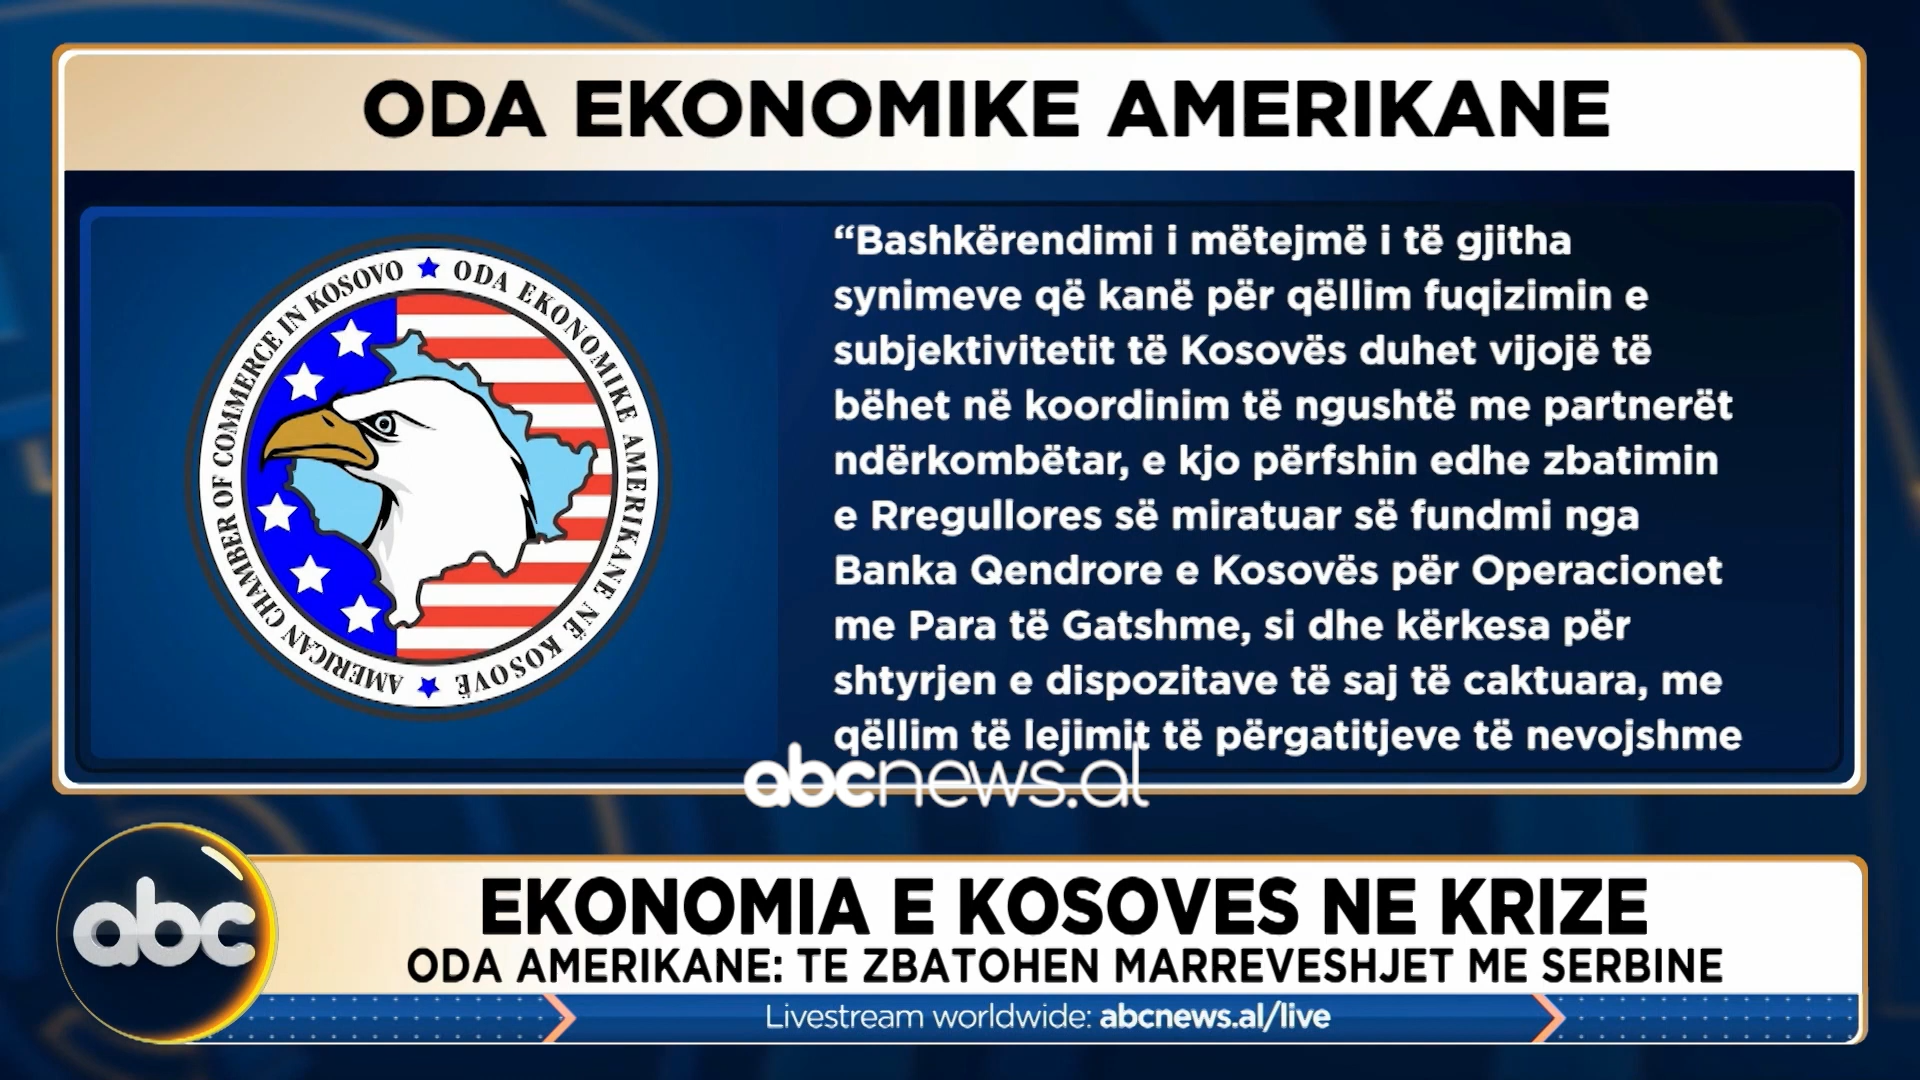 ODA EKONOMIKE AMERIKANE
AMERICAN CHAMBER OF COMMERCE IN KOSOVO ★ ODA EKONOMIKE AMERIKANE NË KOSOVË ★
“Bashkërendimi i mëtejmë i të gjitha
synimeve që kanë për qëllim fuqizimin e
subjektivitetit të Kosovës duhet vijojë të
bëhet në koordinim të ngushtë me partnerët
ndërkombëtar, e kjo përfshin edhe zbatimin
e Rregullores së miratuar së fundmi nga
Banka Qendrore e Kosovës për Operacionet
me Para të Gatshme, si dhe kërkesa për
shtyrjen e dispozitave të saj të caktuara, me
qëllim të lejimit të përgatitjeve të nevojshme
abcnews.al
abc
EKONOMIA E KOSOVES NE KRIZE
ODA AMERIKANE: TE ZBATOHEN MARREVESHJET ME SERBINE
Livestream worldwide: abcnews.al/live